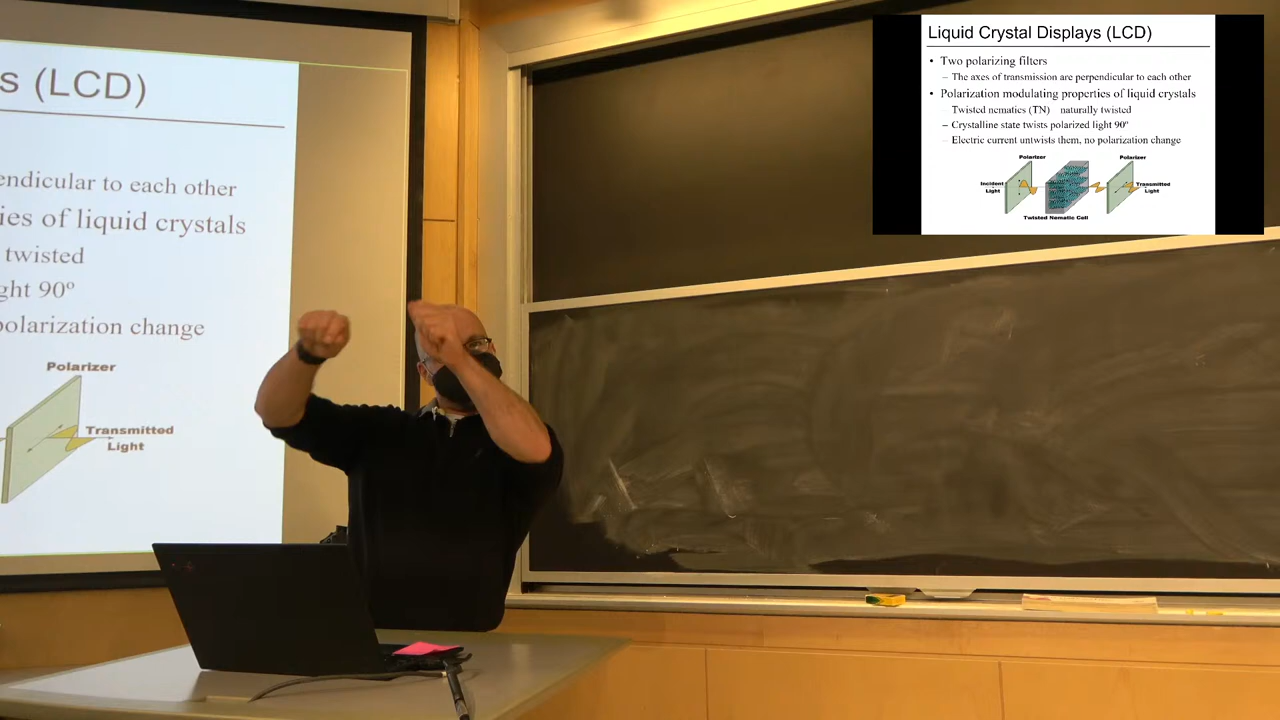 s (LCD)
endicular to each other
ies of liquid crystals
twisted
ght 90º
polarization change
Polarizer
Transmitted
Light
Liquid Crystal Displays (LCD)
• Two polarizing filters
– The axes of transmission are perpendicular to each other
• Polarization modulating properties of liquid crystals
– Twisted nematics (TN) – naturally twisted
– Crystalline state twists polarized light 90º
– Electric current untwists them, no polarization change
Polarizer
Polarizer
Incident
Light
Transmitted
Light
Twisted Nematic Cell